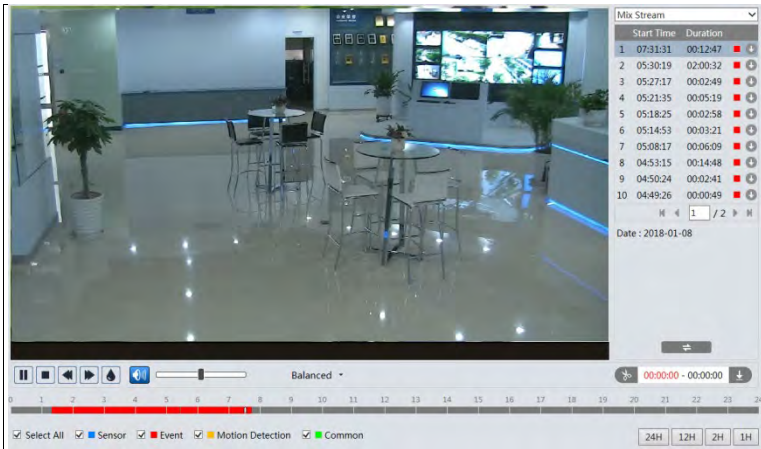 Mix Stream
Start Time Duration
1 07:31:31 00:12:47
2 05:30:19 02:00:32
3 05:27:17 00:02:49
4 05:21:35 00:05:19
5 05:18:25 00:02:58
6 05:14:53 00:03:21
7 05:08:17 00:06:09
8 04:53:15 00:14:48
9 04:50:24 00:02:41
10 04:49:26 00:00:49
1 / 2
Date : 2018-01-08
Balanced
00:00:00 - 00:00:00
0 1 2 3 4 5 6 7 8 9 10 11 12 13 14 15 16 17 18 19 20 21 22 23 24
Select All Sensor Event Motion Detection Common
24H 12H 2H 1H